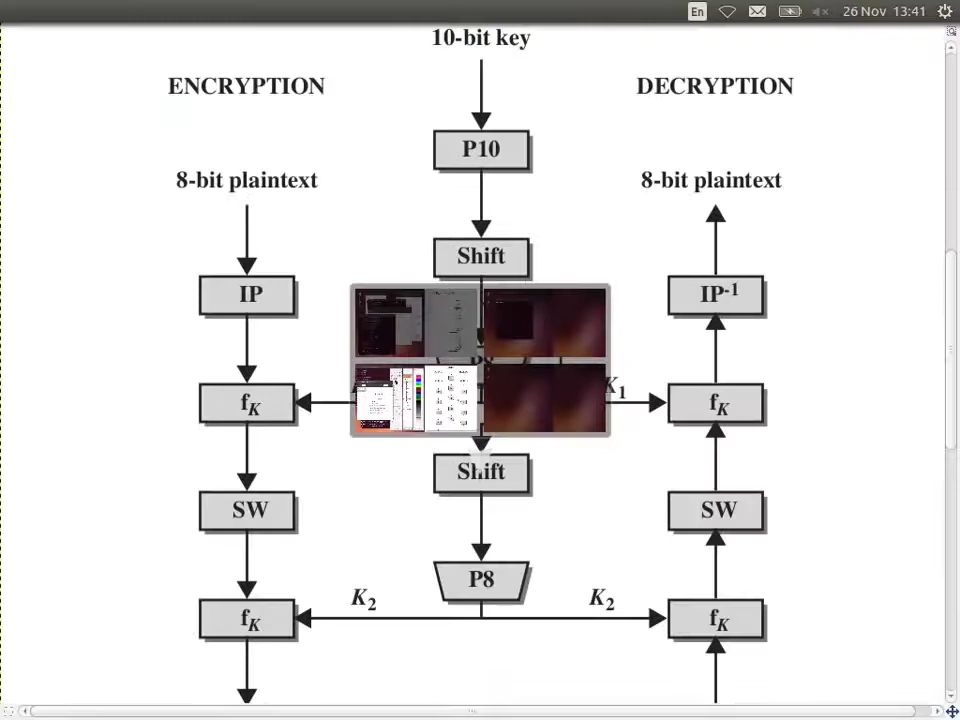 En 26 Nov 13:41
10-bit key
ENCRYPTION
DECRYPTION
P10
8-bit plaintext
8-bit plaintext
Shift
IP
IP-1
P8
K1
fK
fK
Shift
SW
SW
P8
K2
K2
fK
fK